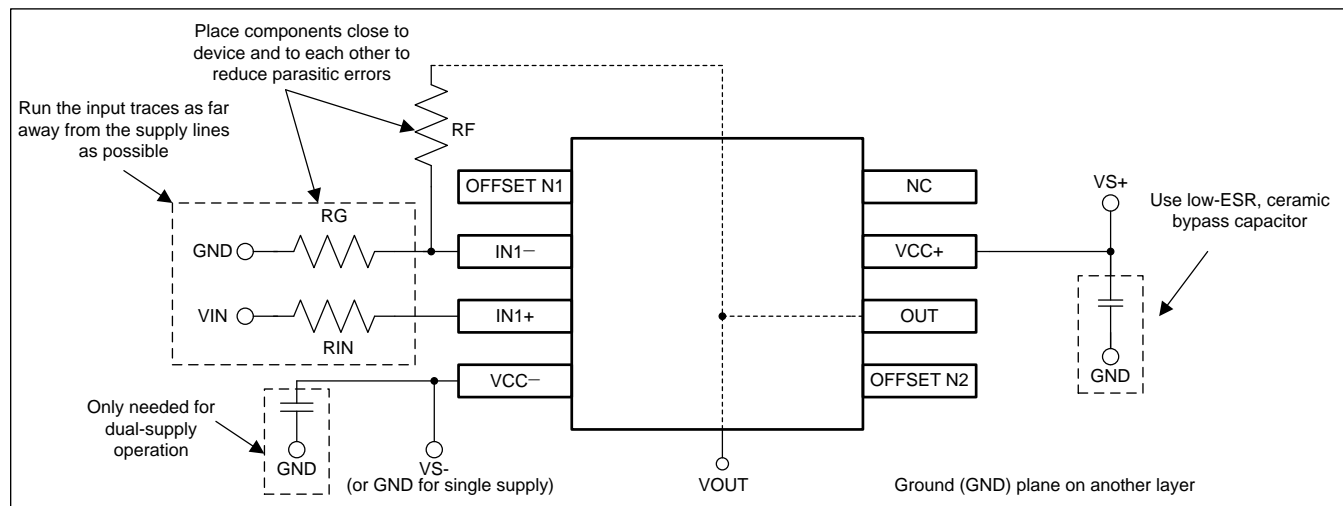 Place components close to
device and to each other to
reduce parasitic errors
Run the input traces as far
away from the supply lines
as possible
RF
OFFSET N1
NC
VS+
Use low-ESR, ceramic
bypass capacitor
RG
GND
IN1−
VCC+
VIN
IN1+
OUT
RIN
VCC−
OFFSET N2
GND
Only needed for
dual-supply
operation
GND
VS-
(or GND for single supply)
VOUT
Ground (GND) plane on another layer